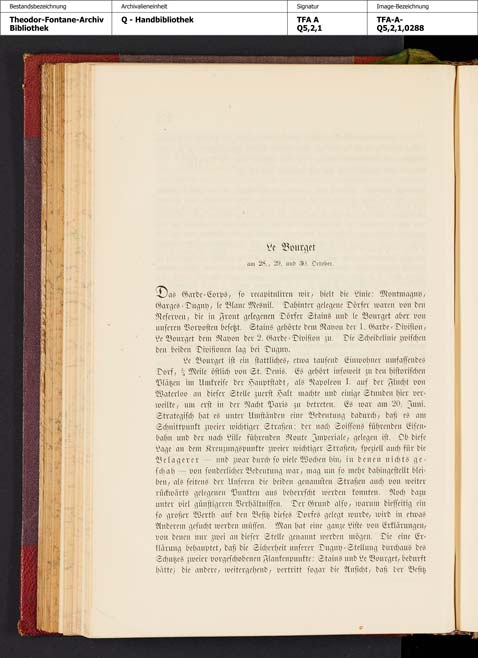 Bestandsbezeichnung
Archivalieneinheit
Signatur
Image-Bezeichnung
Theodor-Fontane-Archiv
Bibliothek
Q - Handbibliothek
TFA A
Q5,2,1
TFA-A-
Q5,2,1,0288
Le Bourget
am 28., 29. und 30. October.
Das Garde-Corps, so recapituliren wir, hielt die Linie: Montmagny,
Garges-Dugny, le Blanc Mesnil. Dahinter gelegene Dörfer waren von den
Reserven, die in Front gelegenen Dörfer Stains und le Bourget aber von
unseren Vorposten besetzt. Stains gehörte dem Rayon der 1. Garde-Division,
Le Bourget dem Rayon der 2. Garde-Division zu. Die Scheidelinie zwischen
den beiden Divisionen lag bei Dugny.
Le Bourget ist ein stattliches, etwa tausend Einwohner umfassendes
Dorf, ¼ Meile östlich von St. Denis. Es gehört insoweit zu den historischen
Plätzen im Umkreise der Hauptstadt, als Napoleon I. auf der Flucht von
Waterloo an dieser Stelle zuerst Halt machte und einige Stunden hier ver-
weilte, um erst in der Nacht Paris zu betreten. Es war am 20. Juni.
Strategisch hat es unter Umständen eine Bedeutung dadurch, daß es am
Schnittpunkt zweier wichtiger Straßen: der nach Soissons führenden Eisen-
bahn und der nach Lille führenden Route Imperiale, gelegen ist. Ob diese
Lage an dem Kreuzungspunkte zweier wichtiger Straßen, speziell auch für die
Belagerer — und zwar durch so viele Wochen hin, in denen nichts ge-
schah — von sonderlicher Bedeutung war, mag um so mehr dahingestellt blei-
ben, als seitens der Unseren die beiden genannten Straßen auch von weiter
rückwärts gelegenen Punkten aus beherrscht werden konnten. Noch dazu
unter viel günstigeren Verhältnissen. Der Grund also, warum diesseitig ein
so großer Werth auf den Besitz dieses Dorfes gelegt wurde, wird in etwas
Anderem gesucht werden müssen. Man hat eine ganze Liste von Erklärungen,
von denen nur zwei an dieser Stelle genannt werden mögen. Die eine Er-
klärung behauptet, daß die Sicherheit unserer Dugny-Stellung durchaus des
Schutzes zweier vorgeschobenen Flankenpunkte: Stains und Le Bourget, bedurft
hätte; die andere, weitergehend, vertritt sogar die Ansicht, daß der Besitz